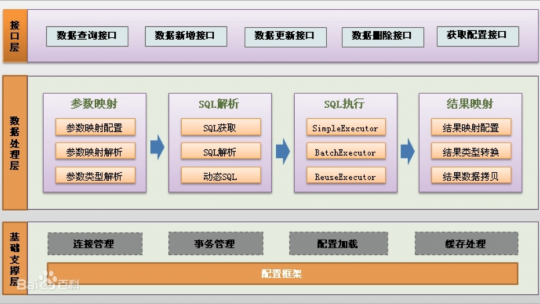 接口层
数据查询接口
数据新增接口
数据更新接口
数据删除接口
获取配置接口
数据处理层
参数映射
参数映射配置
参数映射解析
参数类型解析
SQL解析
SQL获取
SQL解析
动态SQL
SQL执行
SimpleExecutor
BatchExecutor
ReuseExecutor
结果映射
结果映射配置
结果类型转换
结果数据拷贝
基础支撑层
连接管理
事务管理
配置加载
缓存处理
配置框架
Bai百科